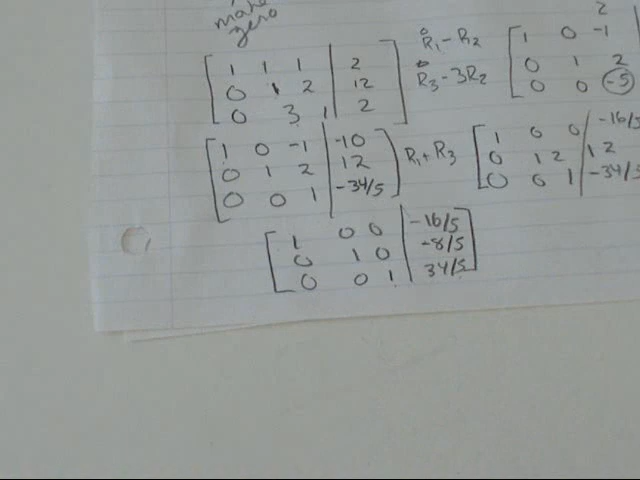 make
zero
2
1 1 1 | 2 R₁-R₂ 1 0 -1
0 1 2 | 12 R₃-3R₂ 0 1 2
0 3 1 | 2 0 0 -5
1 0 -1 | -10 R₁+R₃ 1 0 0 | -16/5
0 1 2 | 12 0 1 2 | 12
0 0 1 | -34/5 0 0 1 | -34/5
1 0 0 | -16/5
0 1 0 | -8/5
0 0 1 | 34/5